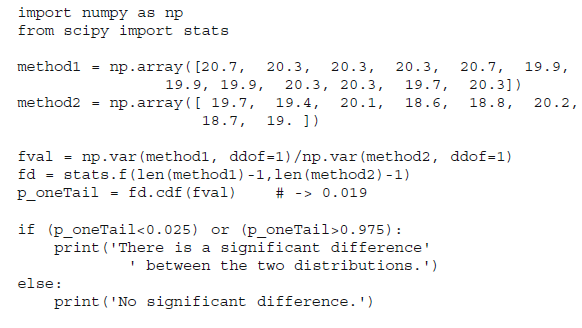 import numpy as np
from scipy import stats
method1 = np.array([20.7, 20.3, 20.3, 20.3, 20.7, 19.9,
19.9, 19.9, 20.3, 20.3, 19.7, 20.3])
method2 = np.array([ 19.7, 19.4, 20.1, 18.6, 18.8, 20.2,
18.7, 19. ])
fval = np.var(method1, ddof=1)/np.var(method2, ddof=1)
fd = stats.f(len(method1)-1,len(method2)-1)
p_oneTail = fd.cdf(fval) # -> 0.019
if (p_oneTail<0.025) or (p_oneTail>0.975):
print('There is a significant difference'
' between the two distributions.')
else:
print('No significant difference.')